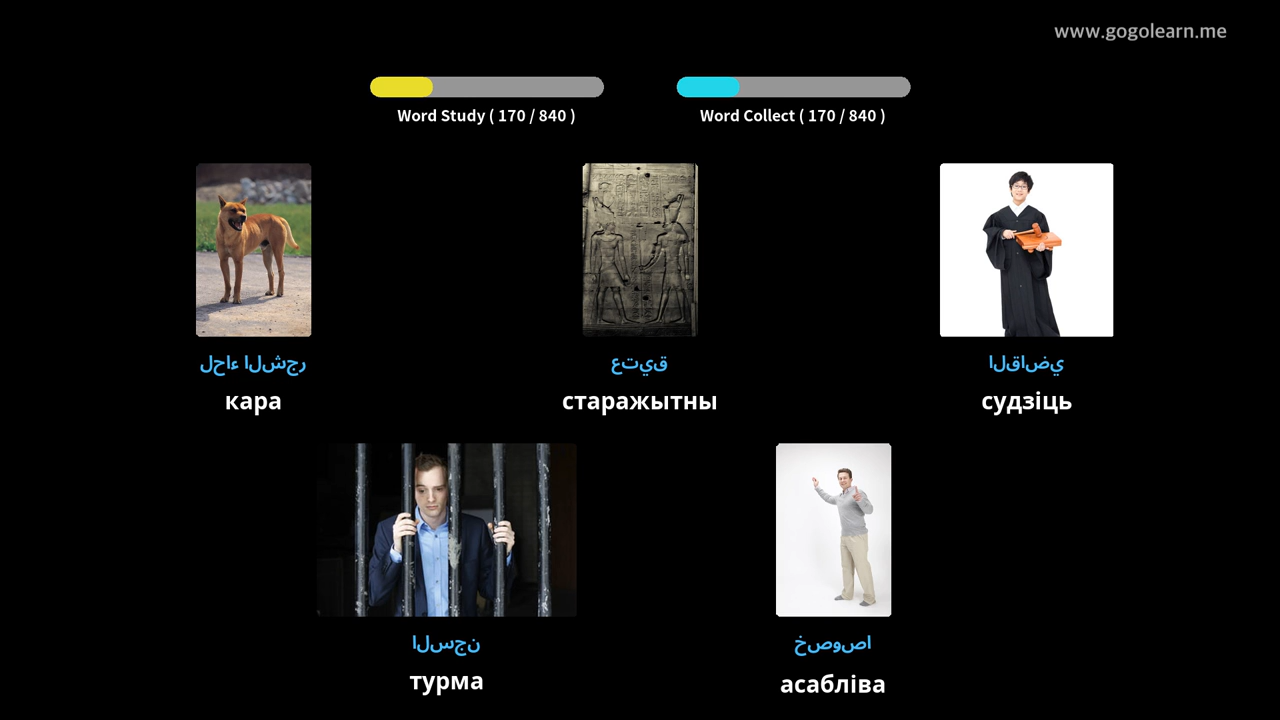 www.gogolearn.me
Word Study ( 170 / 840 )
Word Collect ( 170 / 840 )
لحاء الشجر
кара
عتيق
старажытны
القاضي
судзіць
السجن
турма
خصوصا
асабліва